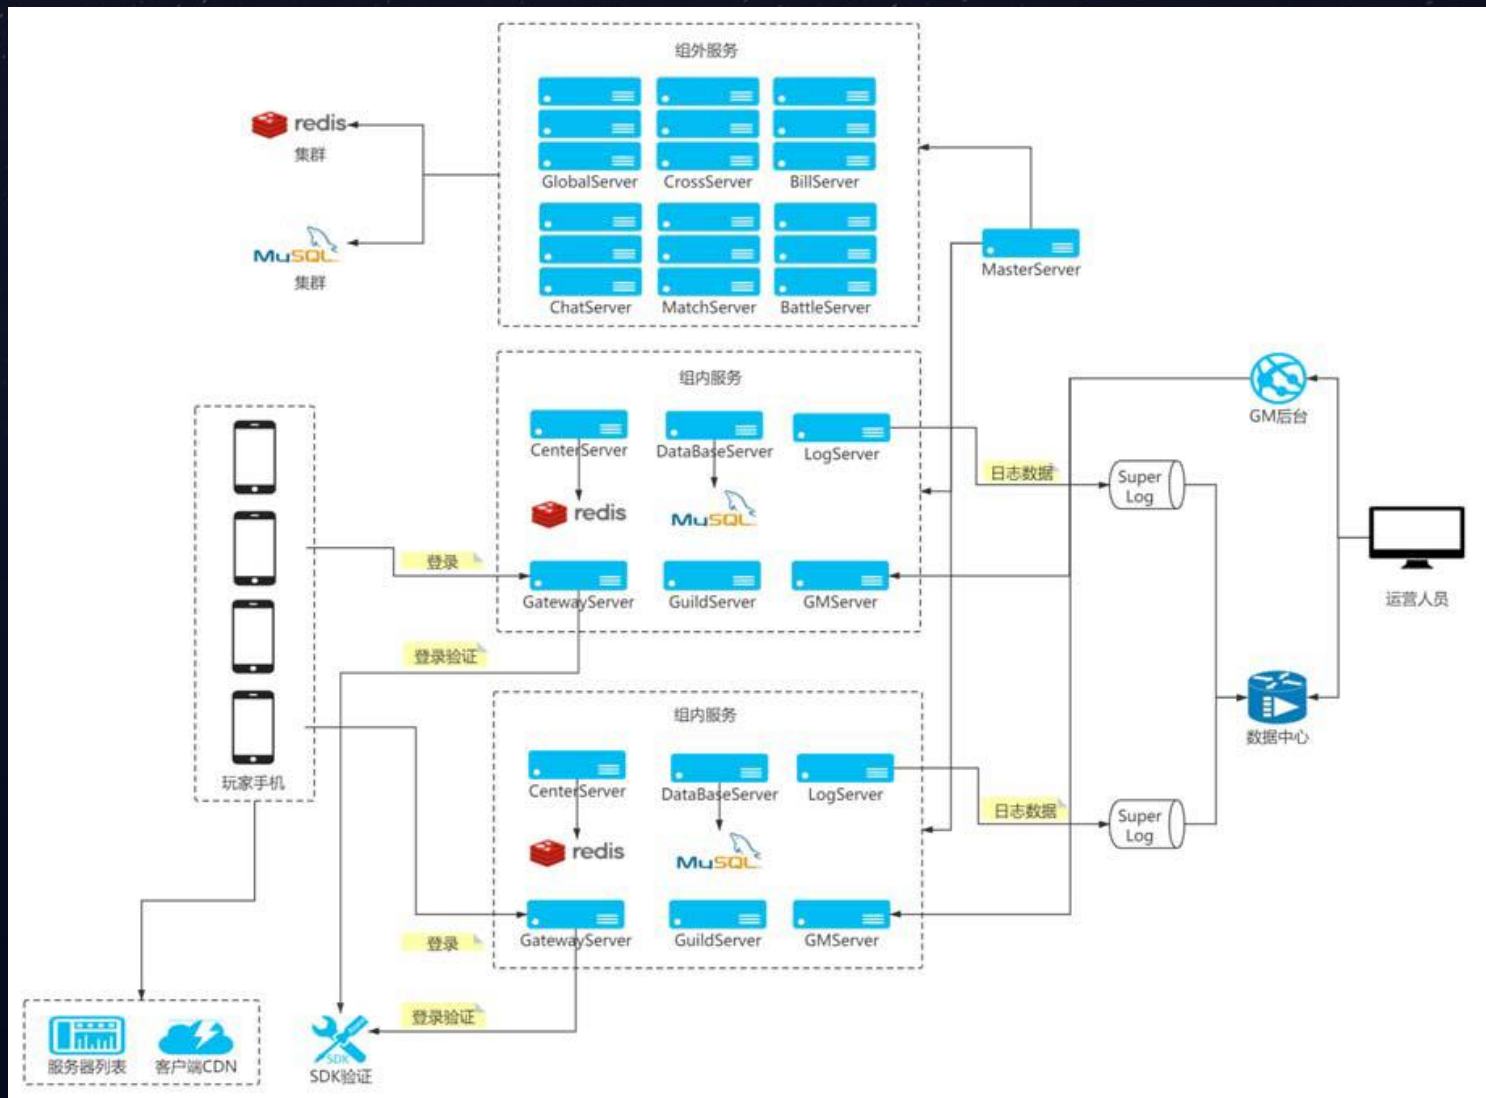 组外服务
GlobalServer
CrossServer
BillServer
ChatServer
MatchServer
BattleServer
redis
集群
MySQL
集群
MasterServer
组内服务
CenterServer
DataBaseServer
LogServer
redis
MySQL
GatewayServer
GuildServer
GMServer
日志数据
Super
Log
GM后台
运营人员
数据中心
登录
登录验证
玩家手机
组内服务
CenterServer
DataBaseServer
LogServer
redis
MySQL
GatewayServer
GuildServer
GMServer
日志数据
Super
Log
登录
登录验证
服务器列表
客户端CDN
SDK
SDK验证